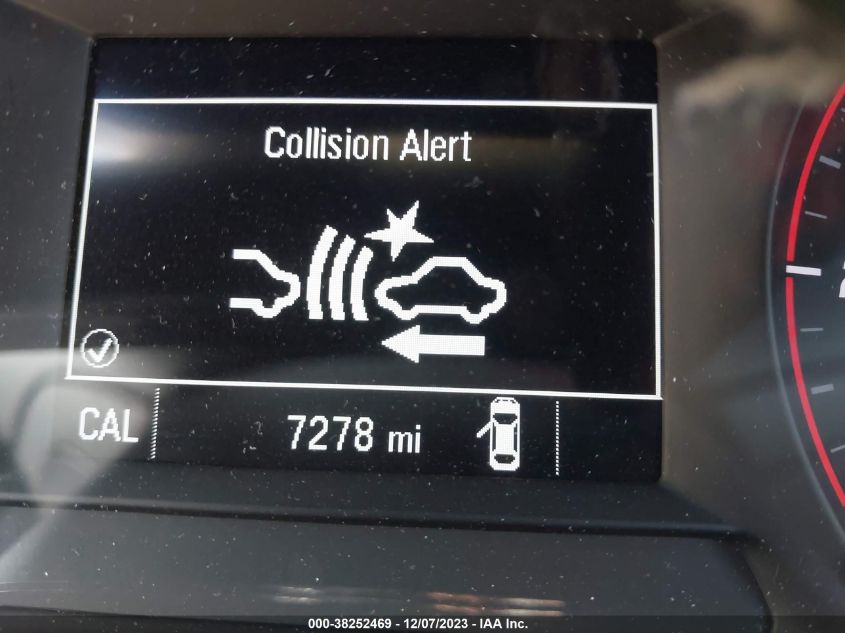 Collision Alert
CAL
7278 mi
000-38252469 - 12/07/2023 - IAA Inc.